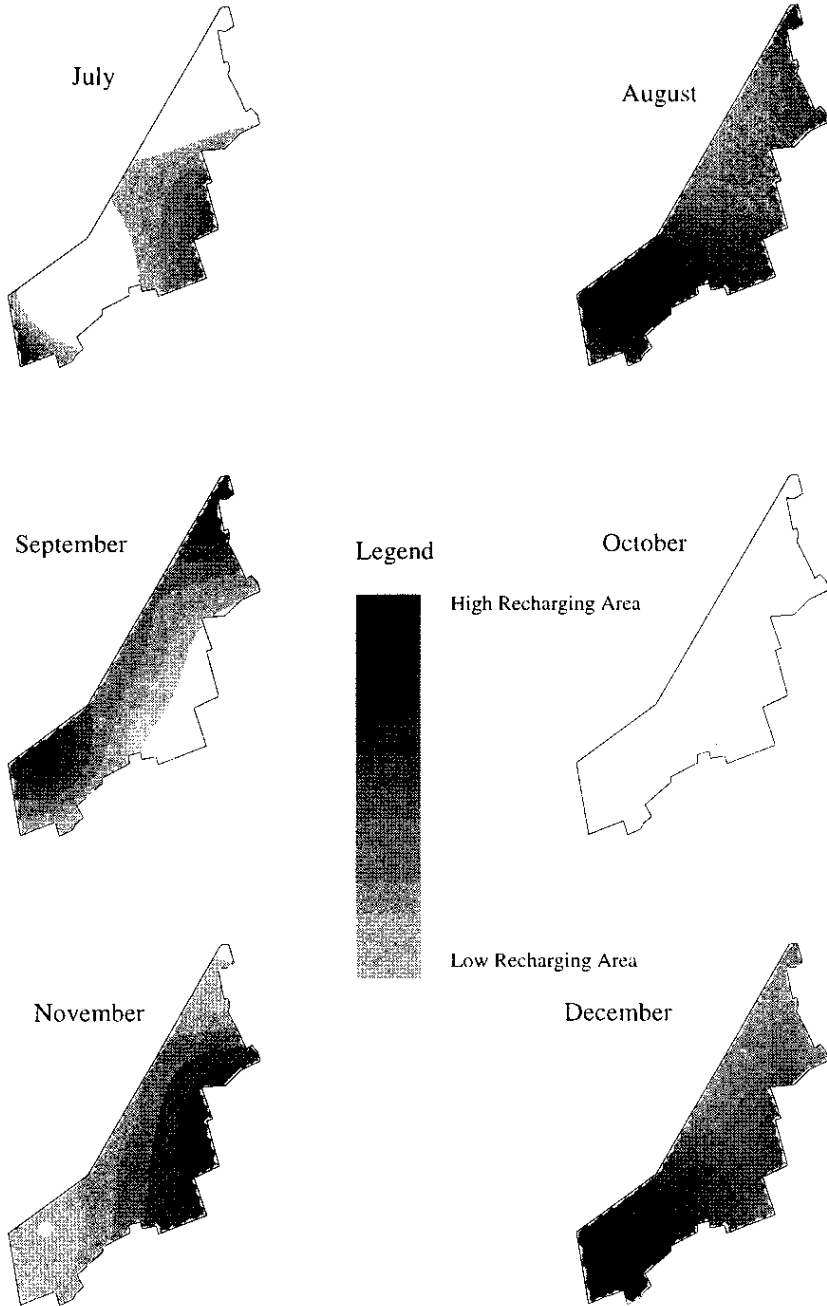 July
August
September
Legend
October
High Recharging Area
Low Recharging Area
November
December